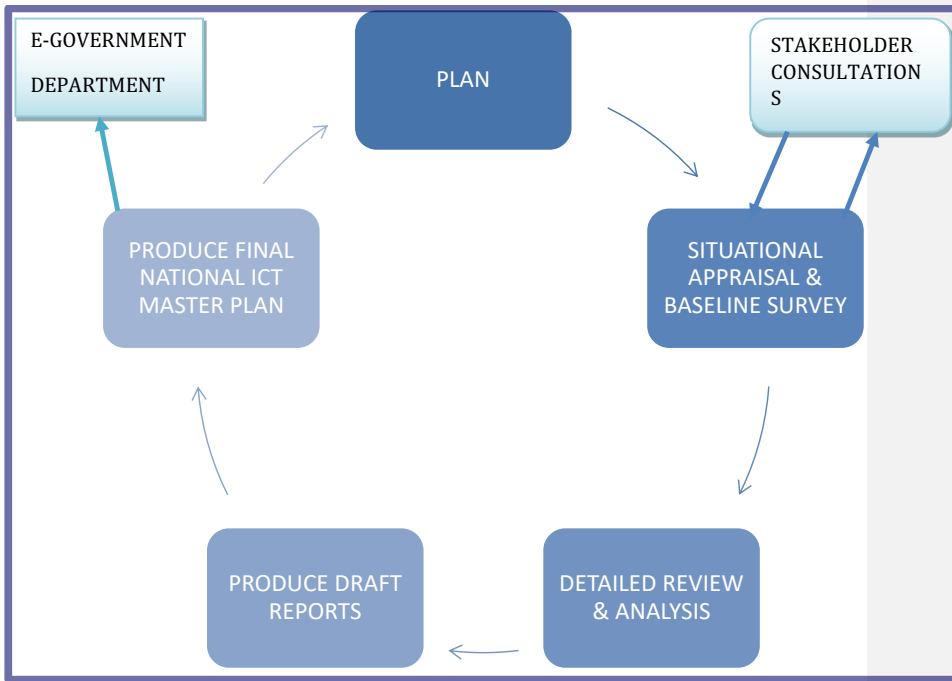 E-GOVERNMENT
DEPARTMENT
PLAN
STAKEHOLDER
CONSULTATION
S
PRODUCE FINAL
NATIONAL ICT
MASTER PLAN
SITUATIONAL
APPRAISAL &
BASELINE SURVEY
PRODUCE DRAFT
REPORTS
DETAILED REVIEW
& ANALYSIS